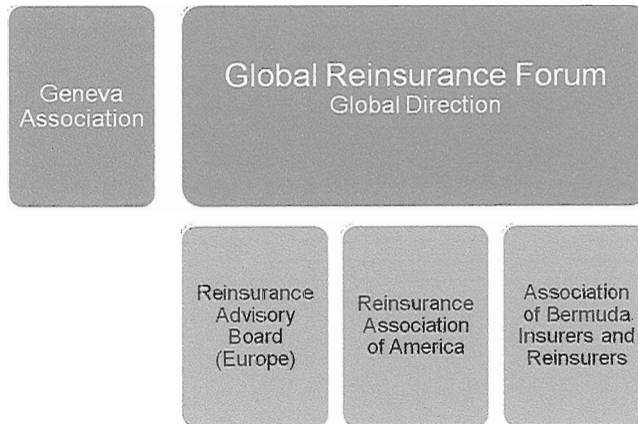 Geneva
Association
Global Reinsurance Forum
Global Direction
Reinsurance
Advisory
Board
(Europe)
Reinsurance
Association
of America
Association
of Bermuda
Insurers and
Reinsurers